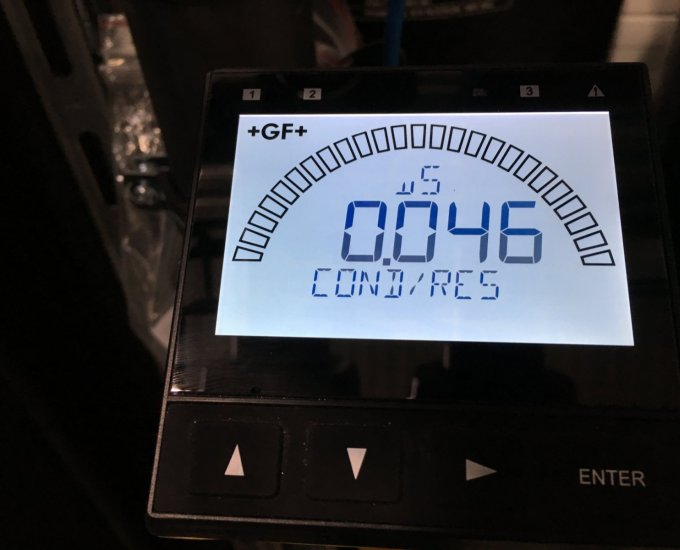 1 2 3
+GF+
µS
0.046
COND/RES
ENTER